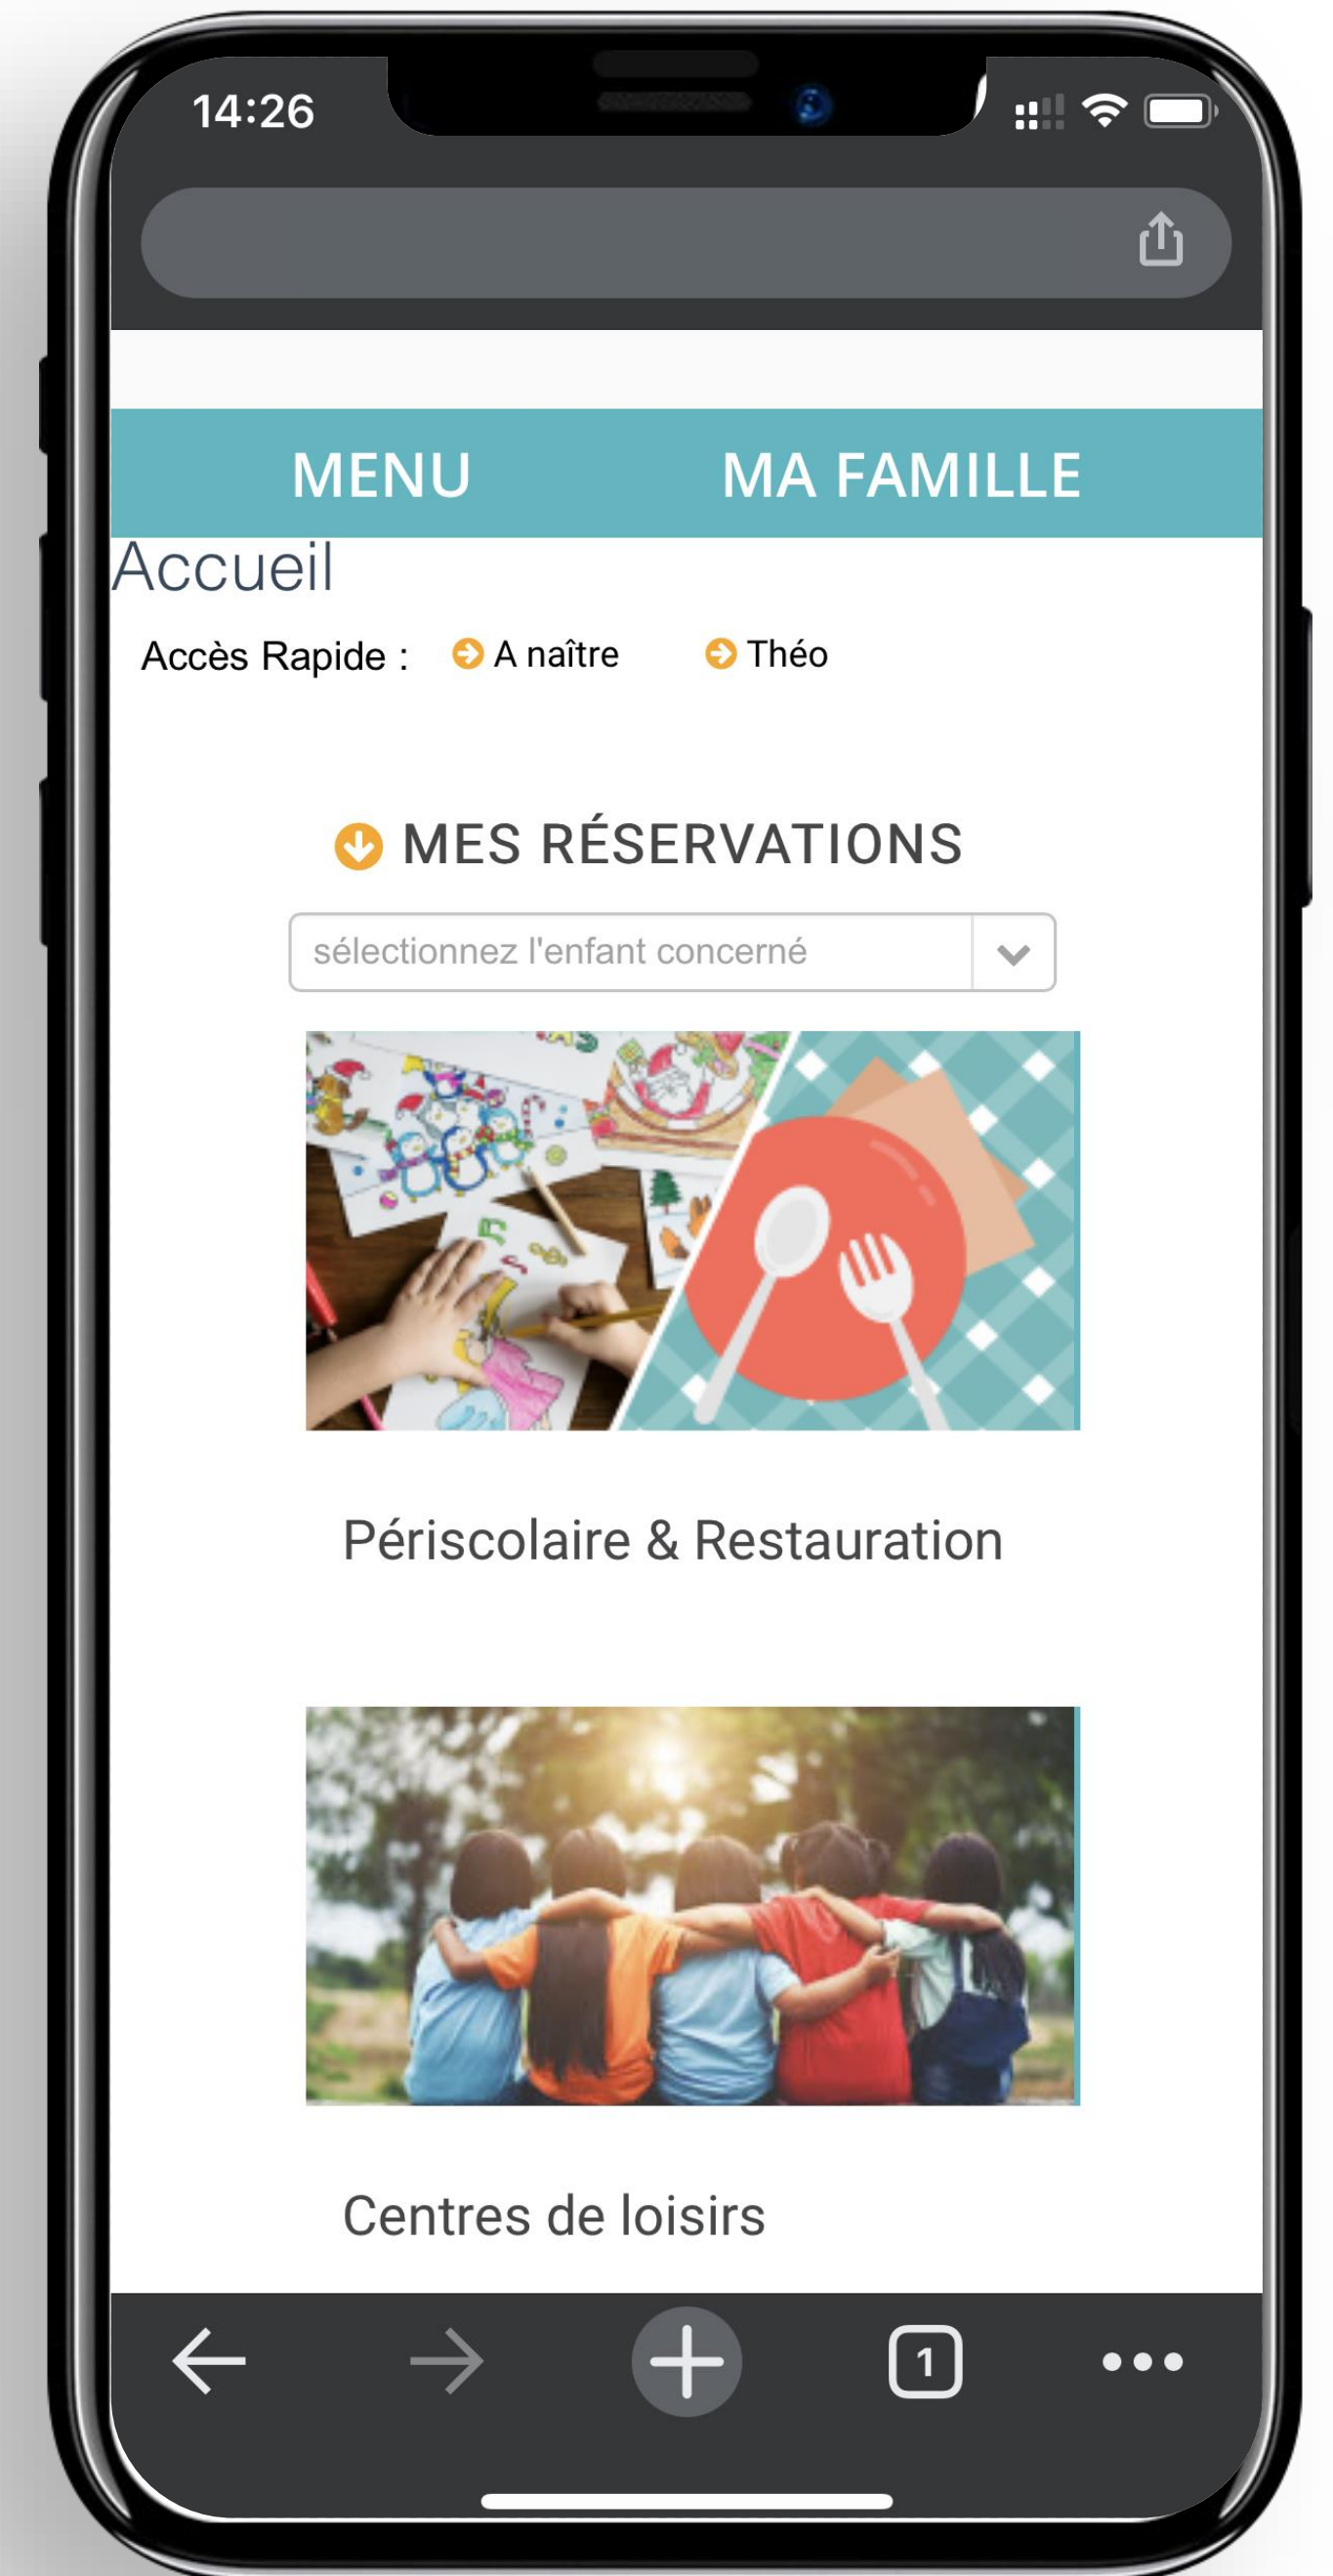 14:26
MENU MA FAMILLE
Accueil
Accès Rapide : A naître Théo
MES RÉSERVATIONS
sélectionnez l'enfant concerné
Périscolaire & Restauration
Centres de loisirs
1